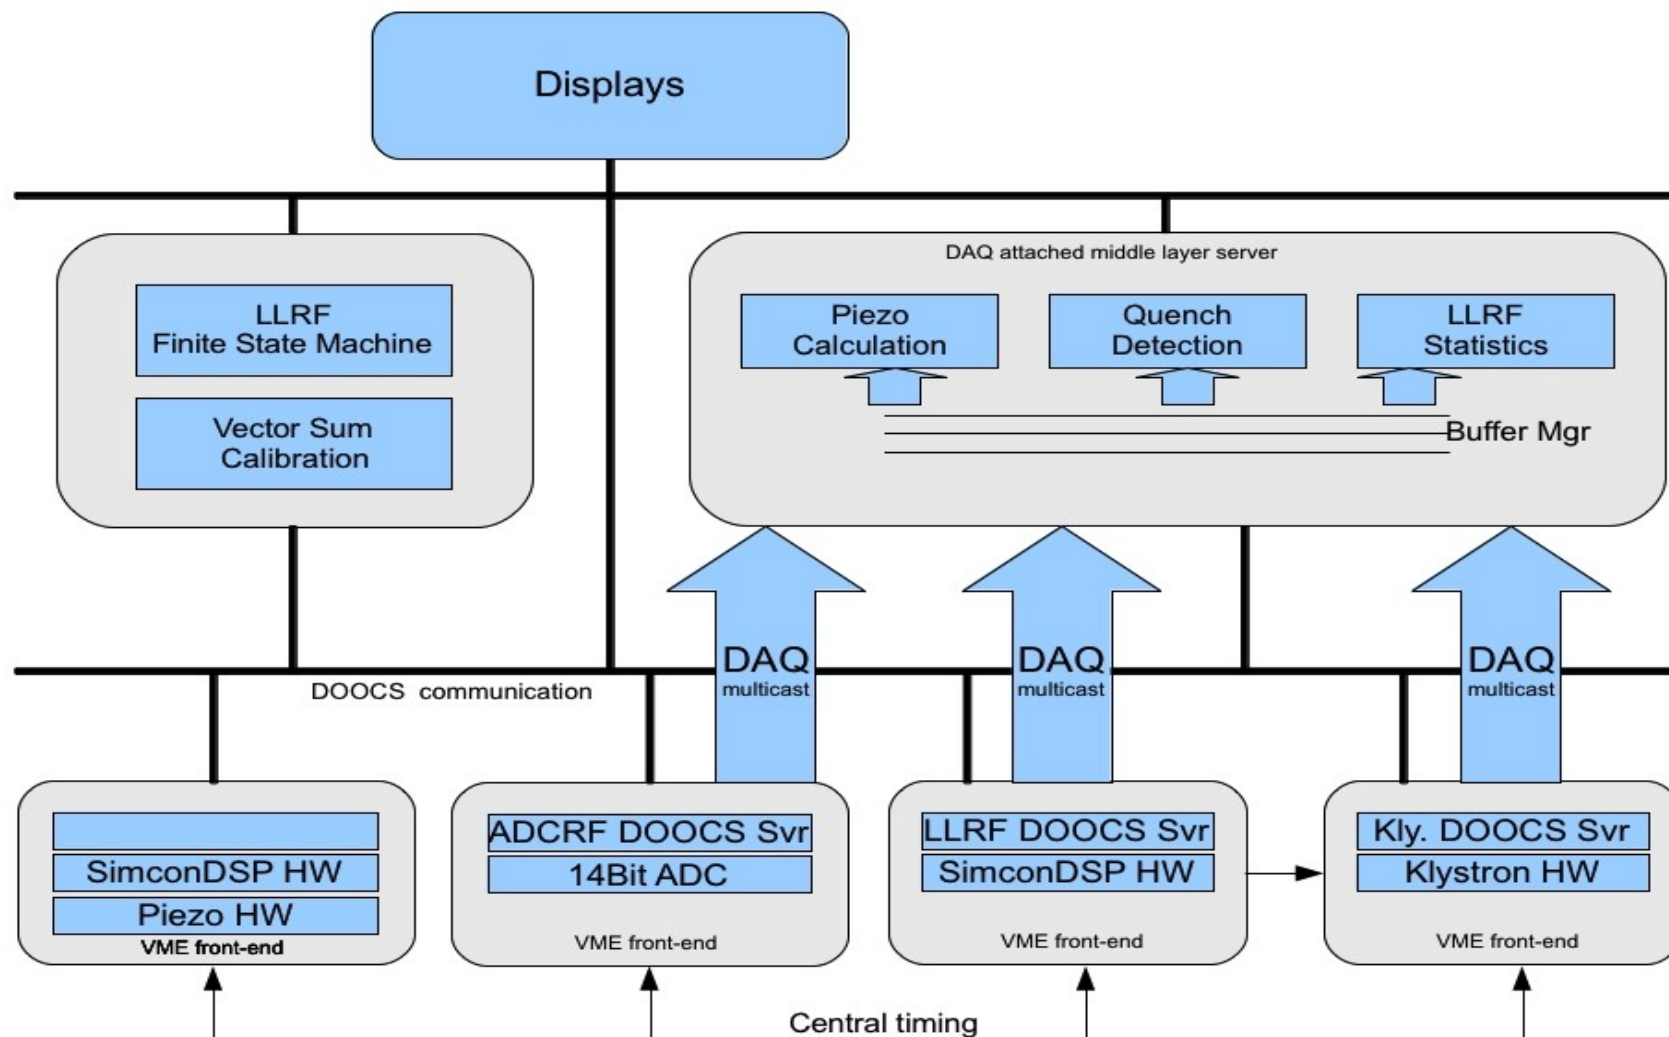 Displays
DAQ attached middle layer server
LLRF
Finite State Machine
Vector Sum
Calibration
Piezo
Calculation
Quench
Detection
LLRF
Statistics
Buffer Mgr
DAQ
multicast
DAQ
multicast
DAQ
multicast
DOOCS communication
SimconDSP HW
Piezo HW
VME front-end
ADCRF DOOCS Svr
14Bit ADC
VME front-end
LLRF DOOCS Svr
SimconDSP HW
VME front-end
Kly. DOOCS Svr
Klystron HW
VME front-end
Central timing